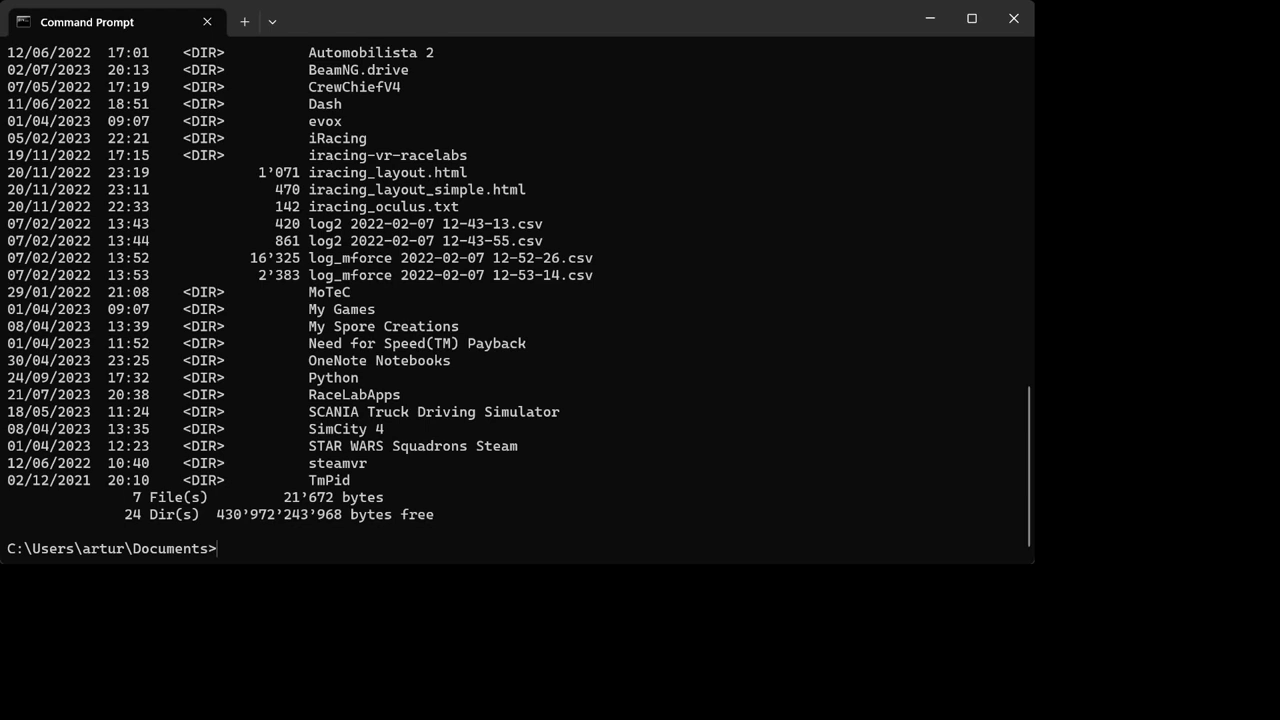 Command Prompt
12/06/2022  17:01    <DIR>          Automobilista 2
02/07/2023  20:13    <DIR>          BeamNG.drive
07/05/2022  17:19    <DIR>          CrewChiefV4
11/06/2022  18:51    <DIR>          Dash
01/04/2023  09:07    <DIR>          evox
05/02/2023  22:21    <DIR>          iRacing
19/11/2022  17:15    <DIR>          iracing-vr-racelabs
20/11/2022  23:19             1’071 iracing_layout.html
20/11/2022  23:11               470 iracing_layout_simple.html
20/11/2022  22:33               142 iracing_oculus.txt
07/02/2022  13:43               420 log2 2022-02-07 12-43-13.csv
07/02/2022  13:44               861 log2 2022-02-07 12-43-55.csv
07/02/2022  13:52            16’325 log_mforce 2022-02-07 12-52-26.csv
07/02/2022  13:53             2’383 log_mforce 2022-02-07 12-53-14.csv
29/01/2022  21:08    <DIR>          MoTeC
01/04/2023  09:07    <DIR>          My Games
08/04/2023  13:39    <DIR>          My Spore Creations
01/04/2023  11:52    <DIR>          Need for Speed(TM) Payback
30/04/2023  23:25    <DIR>          OneNote Notebooks
24/09/2023  17:32    <DIR>          Python
21/07/2023  20:38    <DIR>          RaceLabApps
18/05/2023  11:24    <DIR>          SCANIA Truck Driving Simulator
08/04/2023  13:35    <DIR>          SimCity 4
01/04/2023  12:23    <DIR>          STAR WARS Squadrons Steam
12/06/2022  10:40    <DIR>          steamvr
02/12/2021  20:10    <DIR>          TmPid
               7 File(s)         21’672 bytes
              24 Dir(s)  430’972’243’968 bytes free
C:\Users\artur\Documents>